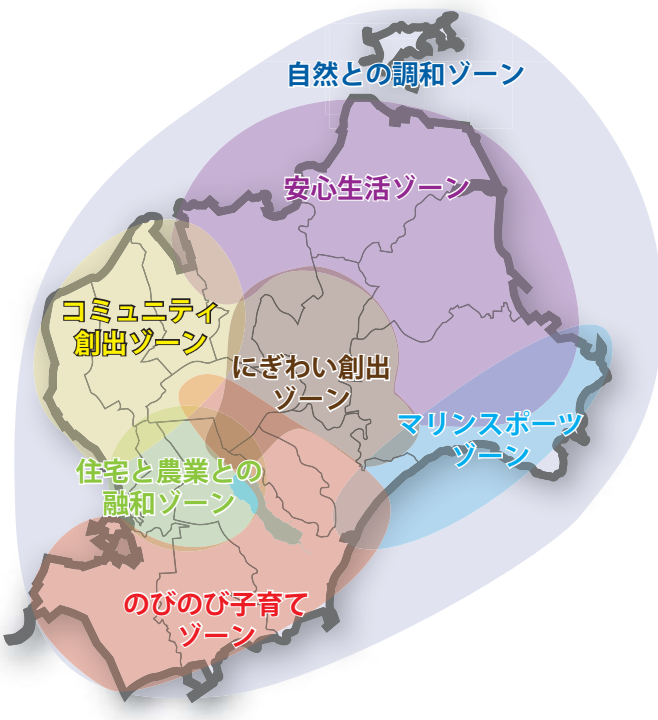 自然との調和ゾーン
安心生活ゾーン
コミュニティ
創出ゾーン
にぎわい創出
ゾーン
マリンスポーツ
ゾーン
住宅と農業との
融和ゾーン
のびのび子育て
ゾーン